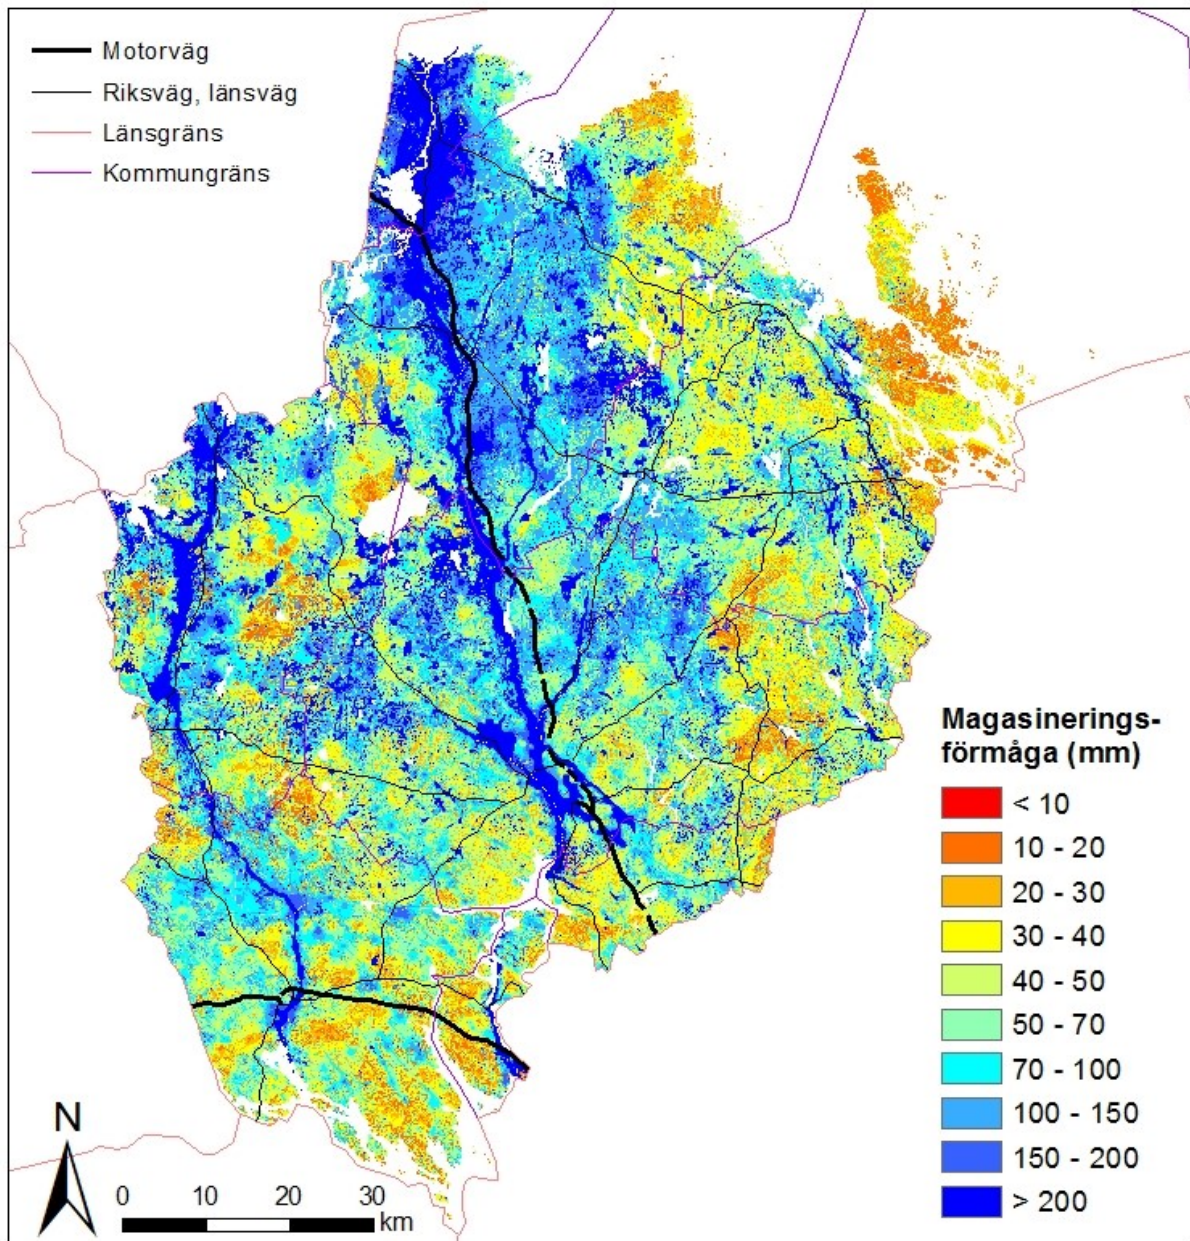 Motorväg
Riksväg, länsväg
Länsgräns
Kommungräns
Magasinerings-
förmåga (mm)
< 10
10 - 20
20 - 30
30 - 40
40 - 50
50 - 70
70 - 100
100 - 150
150 - 200
> 200
N
0 10 20 30
km